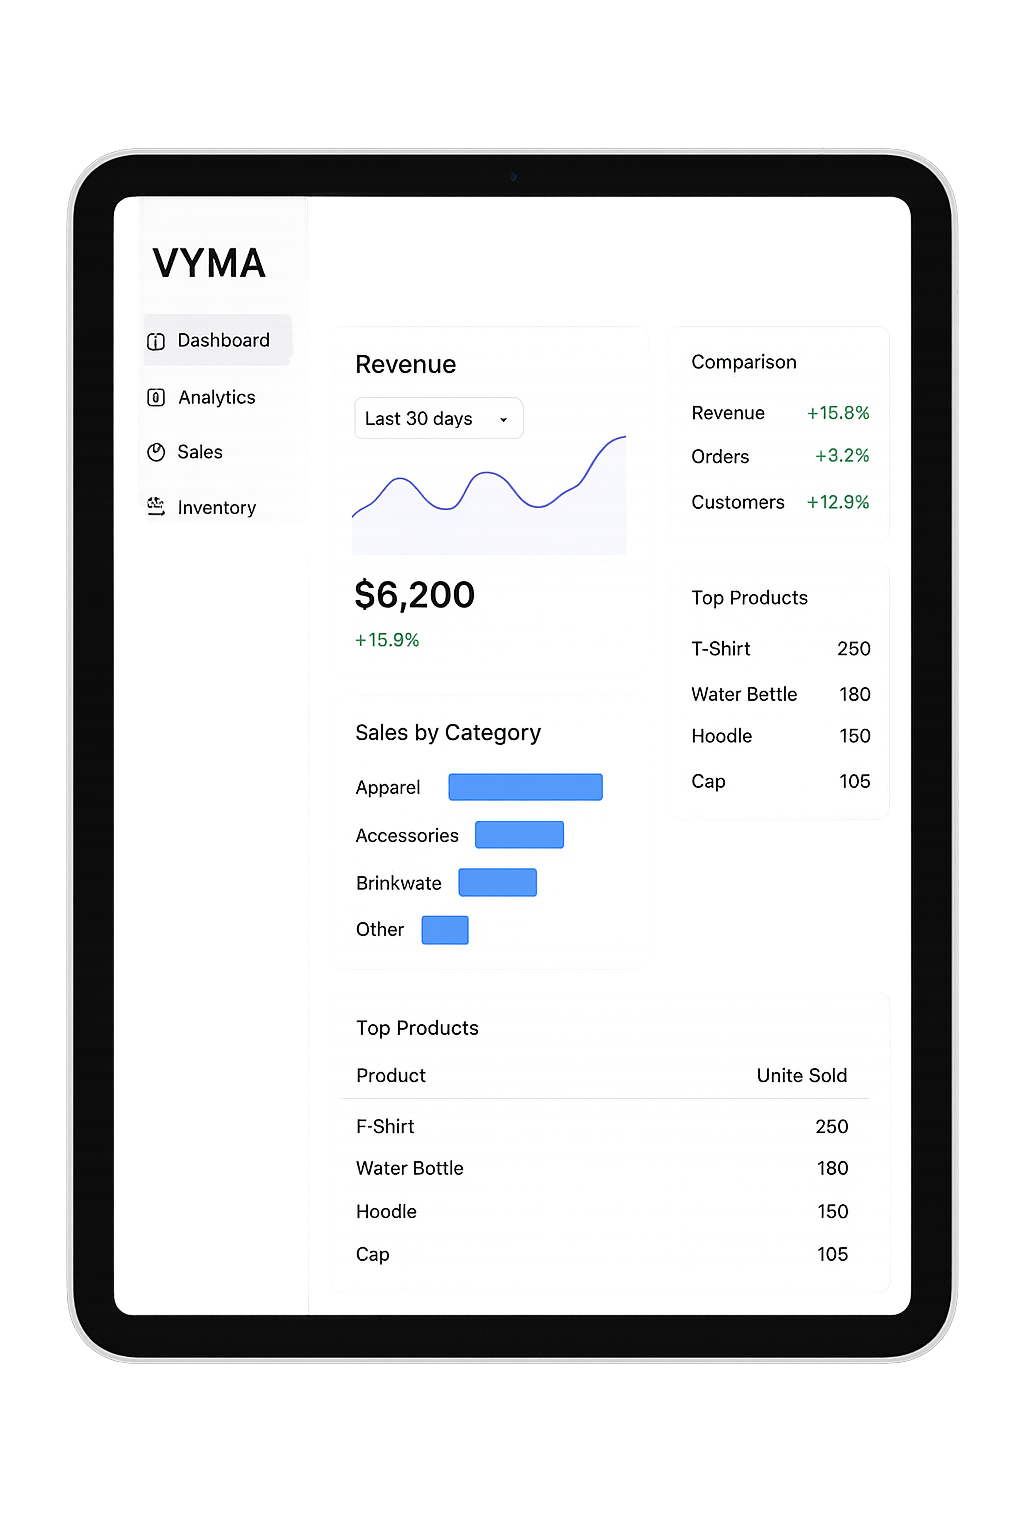 VYMA
Dashboard
Analytics
Sales
Inventory
Revenue
Last 30 days
$6,200
+15.9%
Sales by Category
Apparel
Accessories
Brinkwate
Other
Comparison
Revenue +15.8%
Orders +3.2%
Customers +12.9%
Top Products
T-Shirt 250
Water Bettle 180
Hoodle 150
Cap 105
Top Products
Product Unite Sold
F-Shirt 250
Water Bottle 180
Hoodle 150
Cap 105